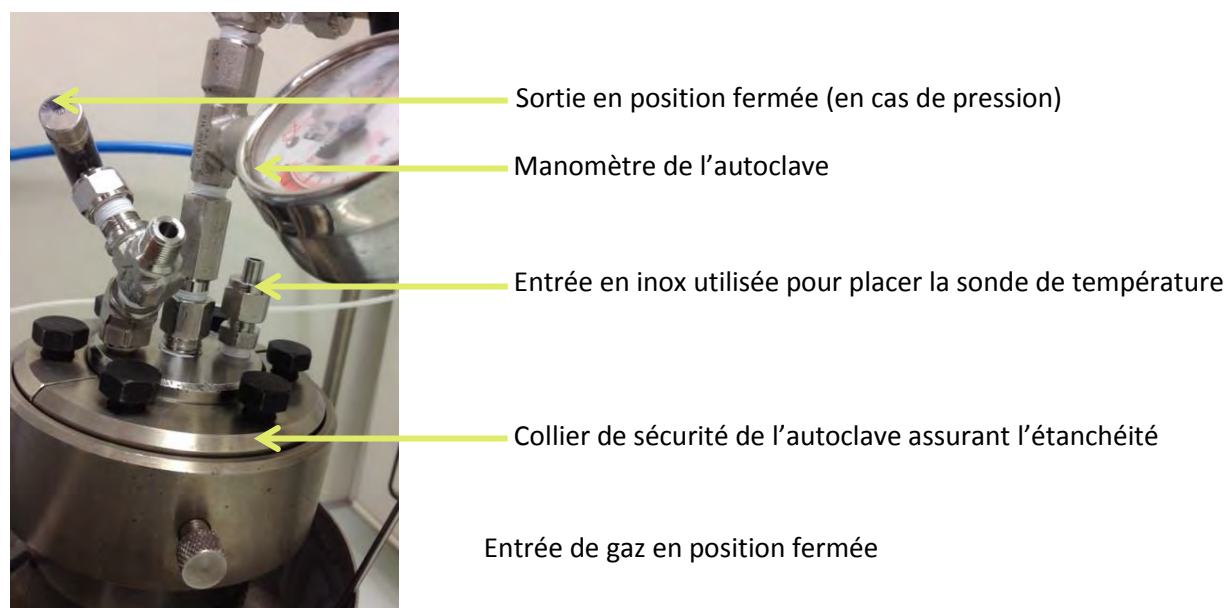 Sortie en position fermée (en cas de pression)
Manomètre de l’autoclave
Entrée en inox utilisée pour placer la sonde de température
Collier de sécurité de l’autoclave assurant l’étanchéité
Entrée de gaz en position fermée